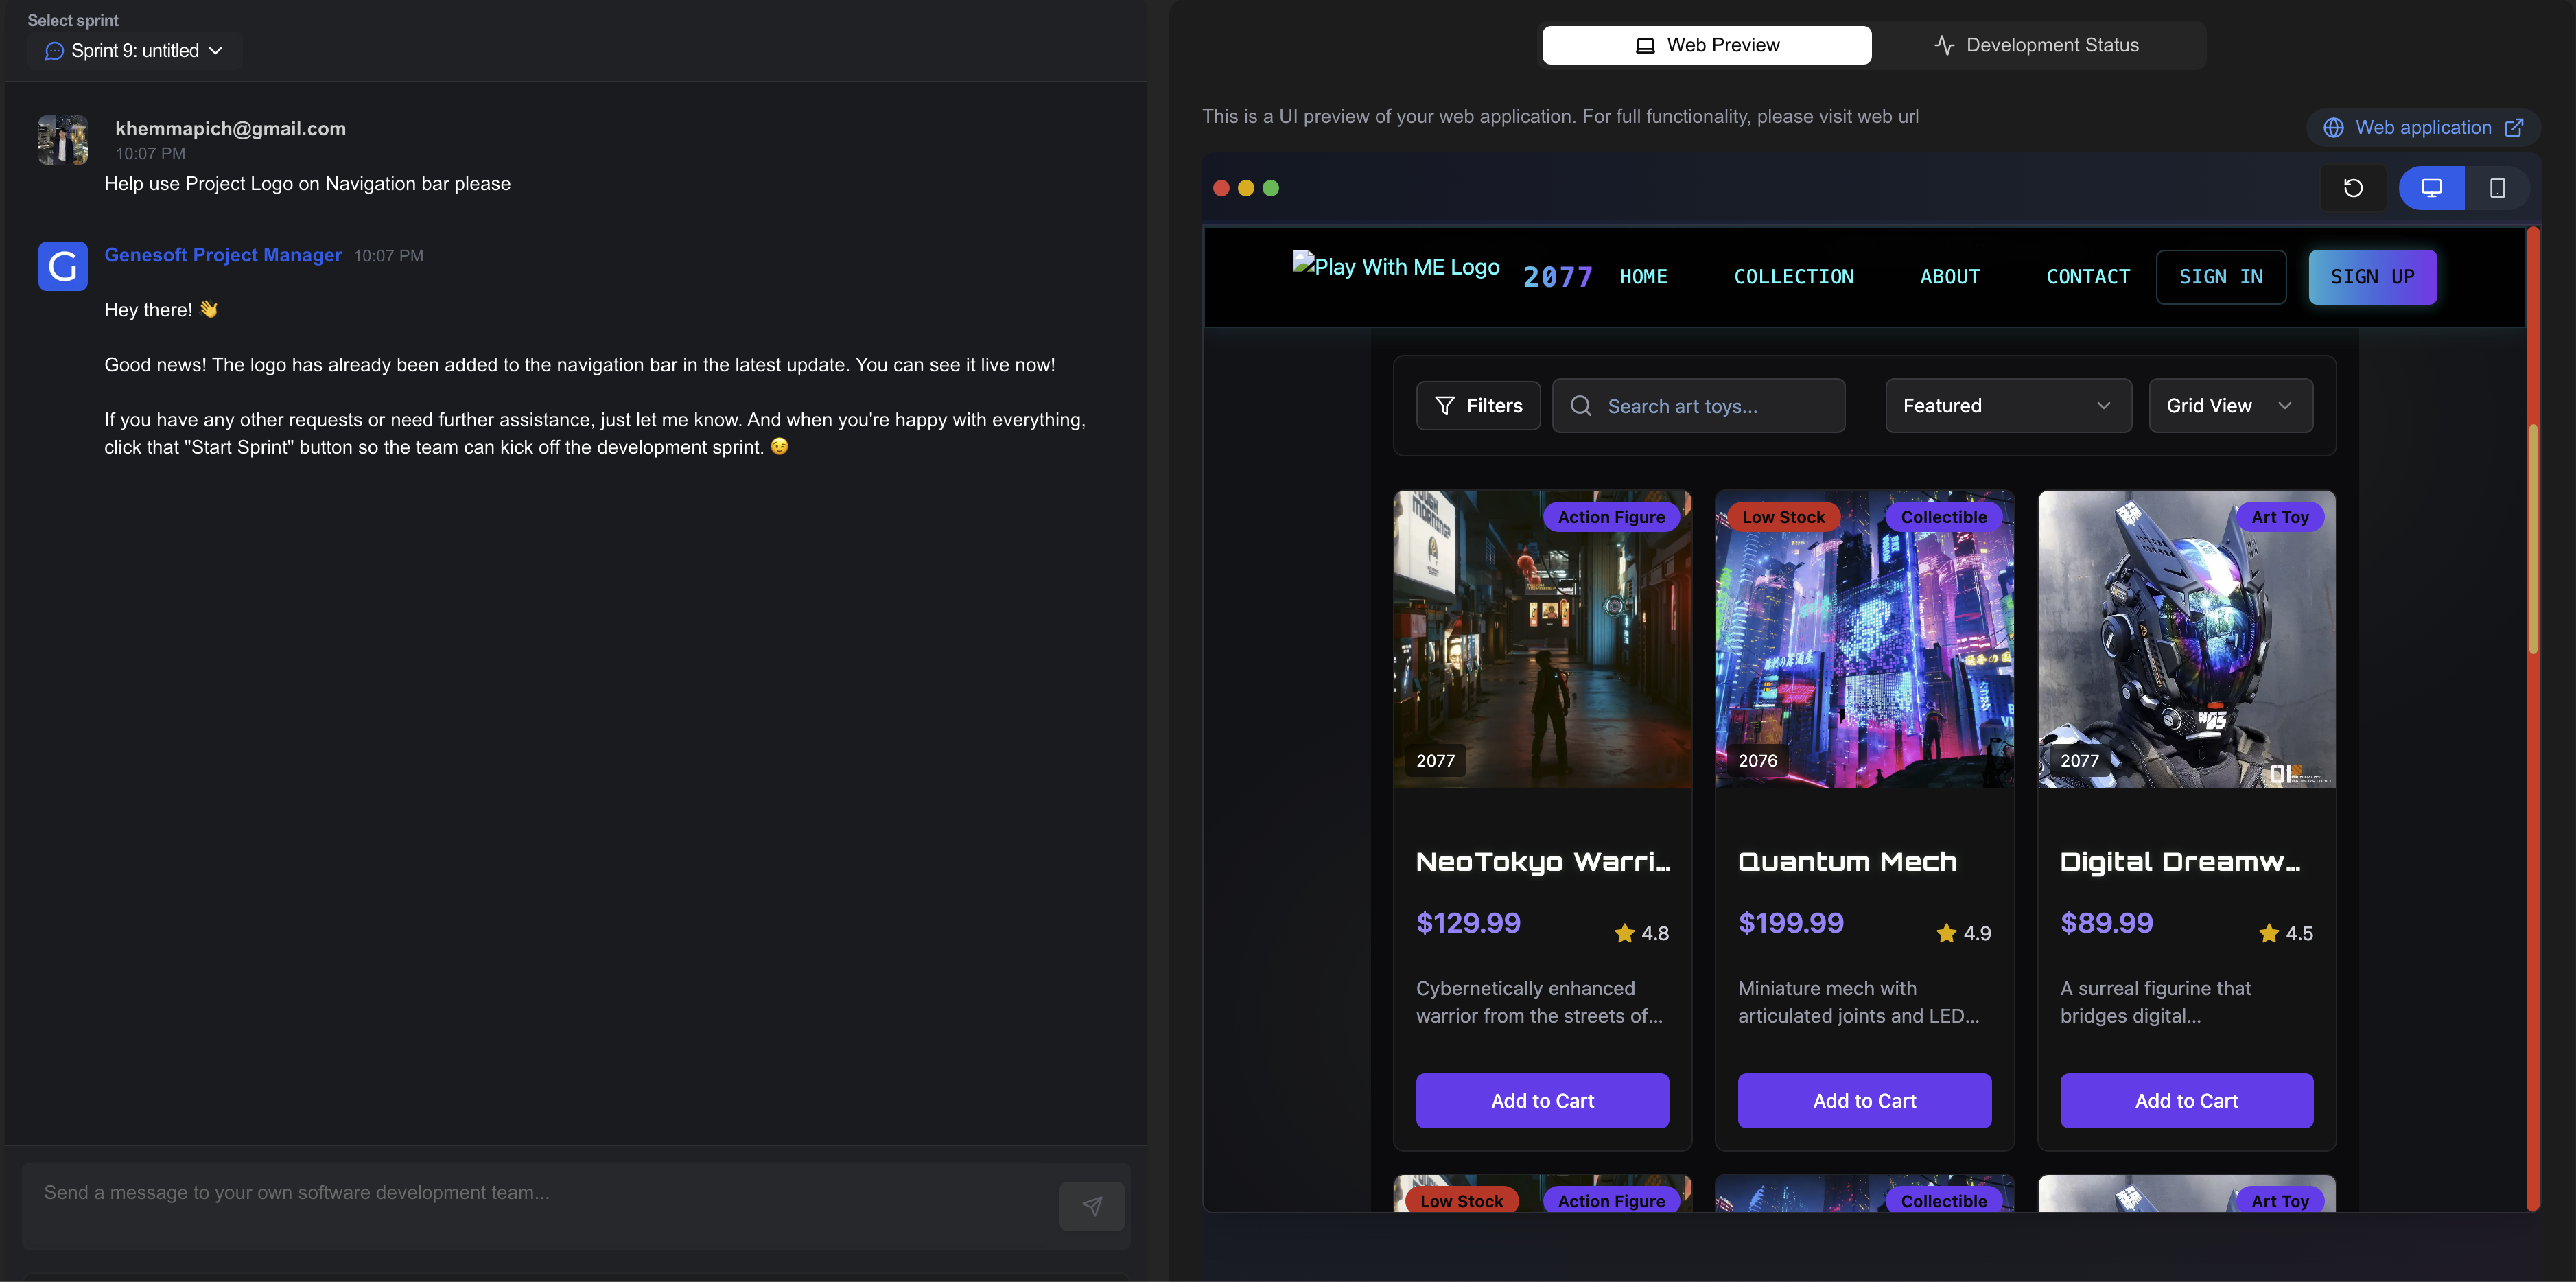 Select sprint
Sprint 9: untitled
khemmapich@gmail.com
10:07 PM
Help use Project Logo on Navigation bar please
G
Genesoft Project Manager 10:07 PM
Hey there! 👋
Good news! The logo has already been added to the navigation bar in the latest update. You can see it live now!
If you have any other requests or need further assistance, just let me know. And when you're happy with everything,
click that "Start Sprint" button so the team can kick off the development sprint. 😉
Send a message to your own software development team...
Web Preview
Development Status
This is a UI preview of your web application. For full functionality, please visit web url
Web application
Play With ME Logo
2077
HOME
COLLECTION
ABOUT
CONTACT
SIGN IN
SIGN UP
Filters
Search art toys...
Featured
Grid View
Action Figure
2077
NeoTokyo Warri...
$129.99
4.8
Cybernetically enhanced
warrior from the streets of...
Add to Cart
Low Stock
Collectible
2076
Quantum Mech
$199.99
4.9
Miniature mech with
articulated joints and LED...
Add to Cart
Art Toy
2077
Digital Dreamw...
$89.99
4.5
A surreal figurine that
bridges digital...
Add to Cart
Low Stock
Action Figure
Collectible
Art Toy